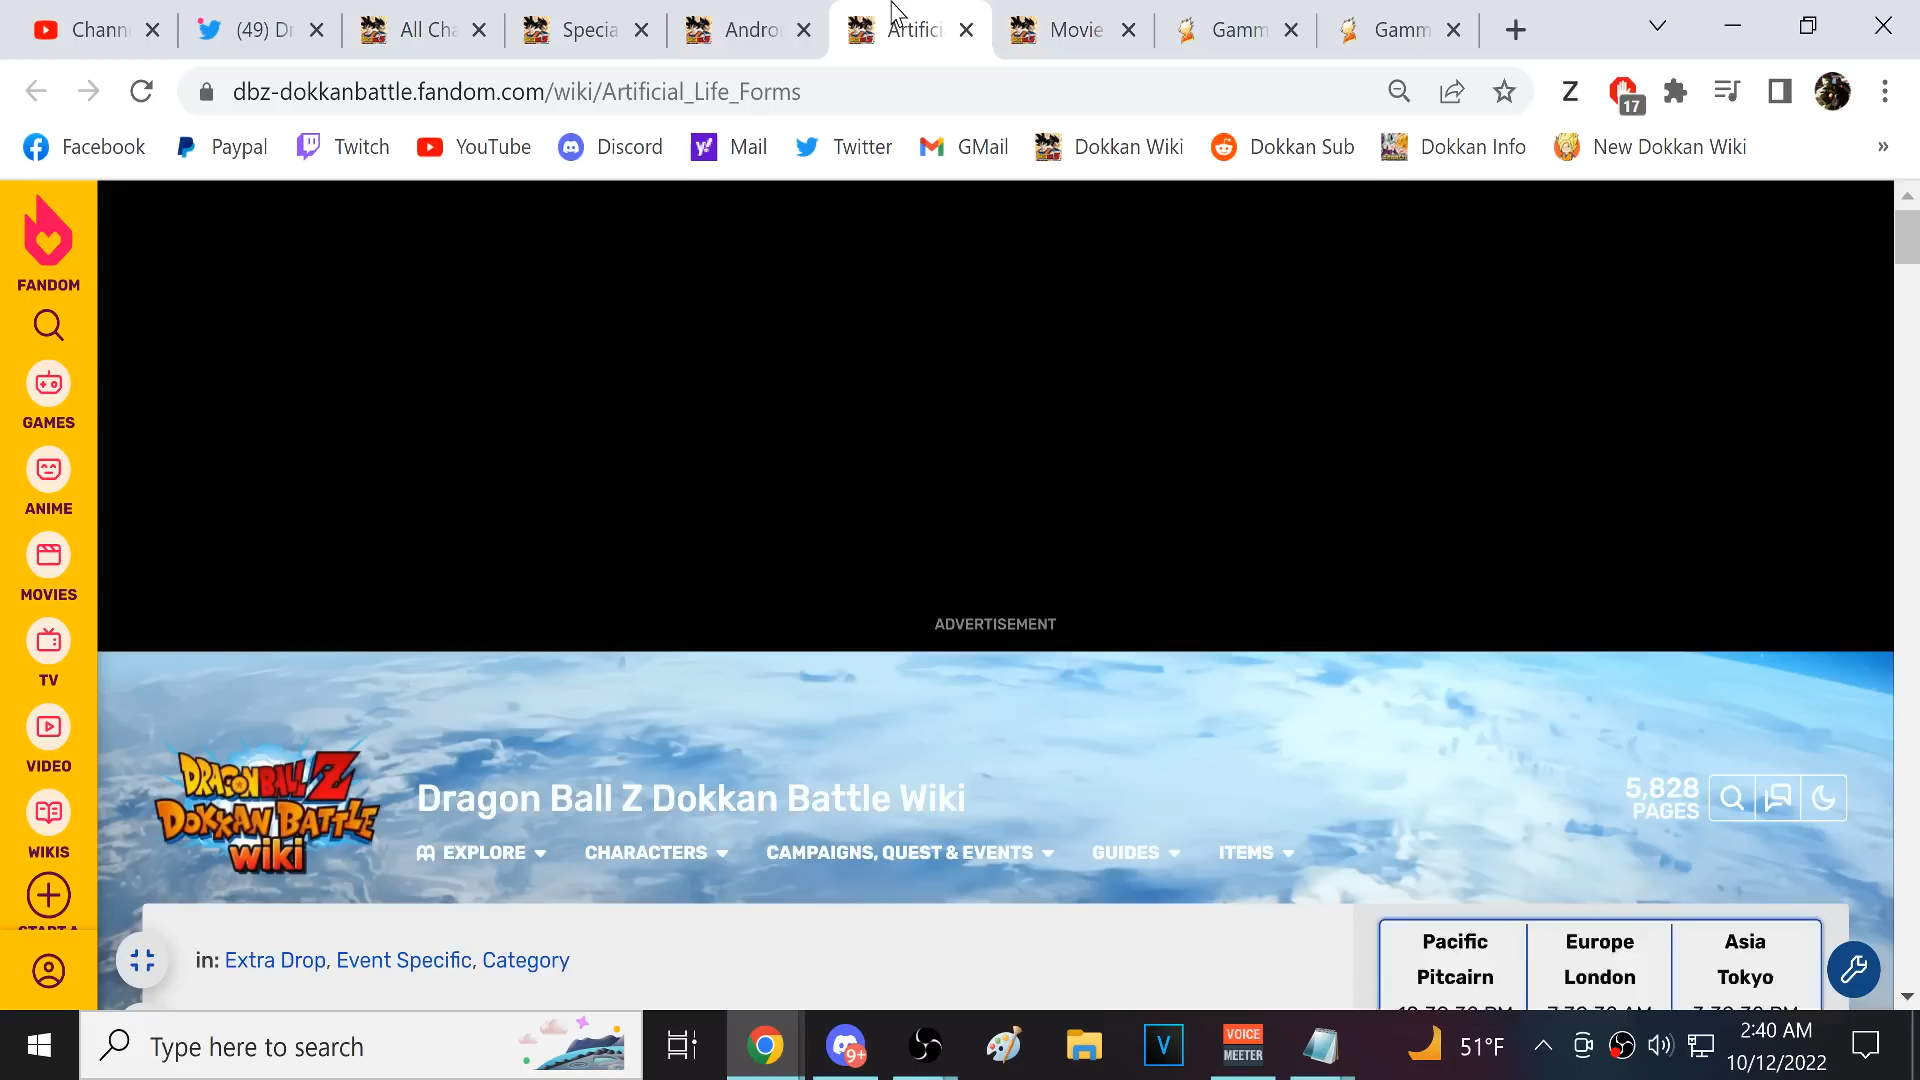 Chann
(49) Dr
All Cha
Specia
Andro
Artifici
Movie
Gamm
Gamm
dbz-dokkanbattle.fandom.com/wiki/Artificial_Life_Forms
Z
17
Facebook
Paypal
Twitch
YouTube
Discord
Mail
Twitter
GMail
Dokkan Wiki
Dokkan Sub
Dokkan Info
New Dokkan Wiki
»
FANDOM
GAMES
ANIME
MOVIES
TV
VIDEO
WIKIS
START A
ADVERTISEMENT
DRAGON BALL Z
DOKKAN BATTLE
wiki
Dragon Ball Z Dokkan Battle Wiki
5,828
PAGES
EXPLORE
CHARACTERS
CAMPAIGNS, QUEST & EVENTS
GUIDES
ITEMS
in: Extra Drop, Event Specific, Category
Pacific
Pitcairn
Europe
London
Asia
Tokyo
Type here to search
9+
V
VOICE
MEETER
51°F
2:40 AM
10/12/2022